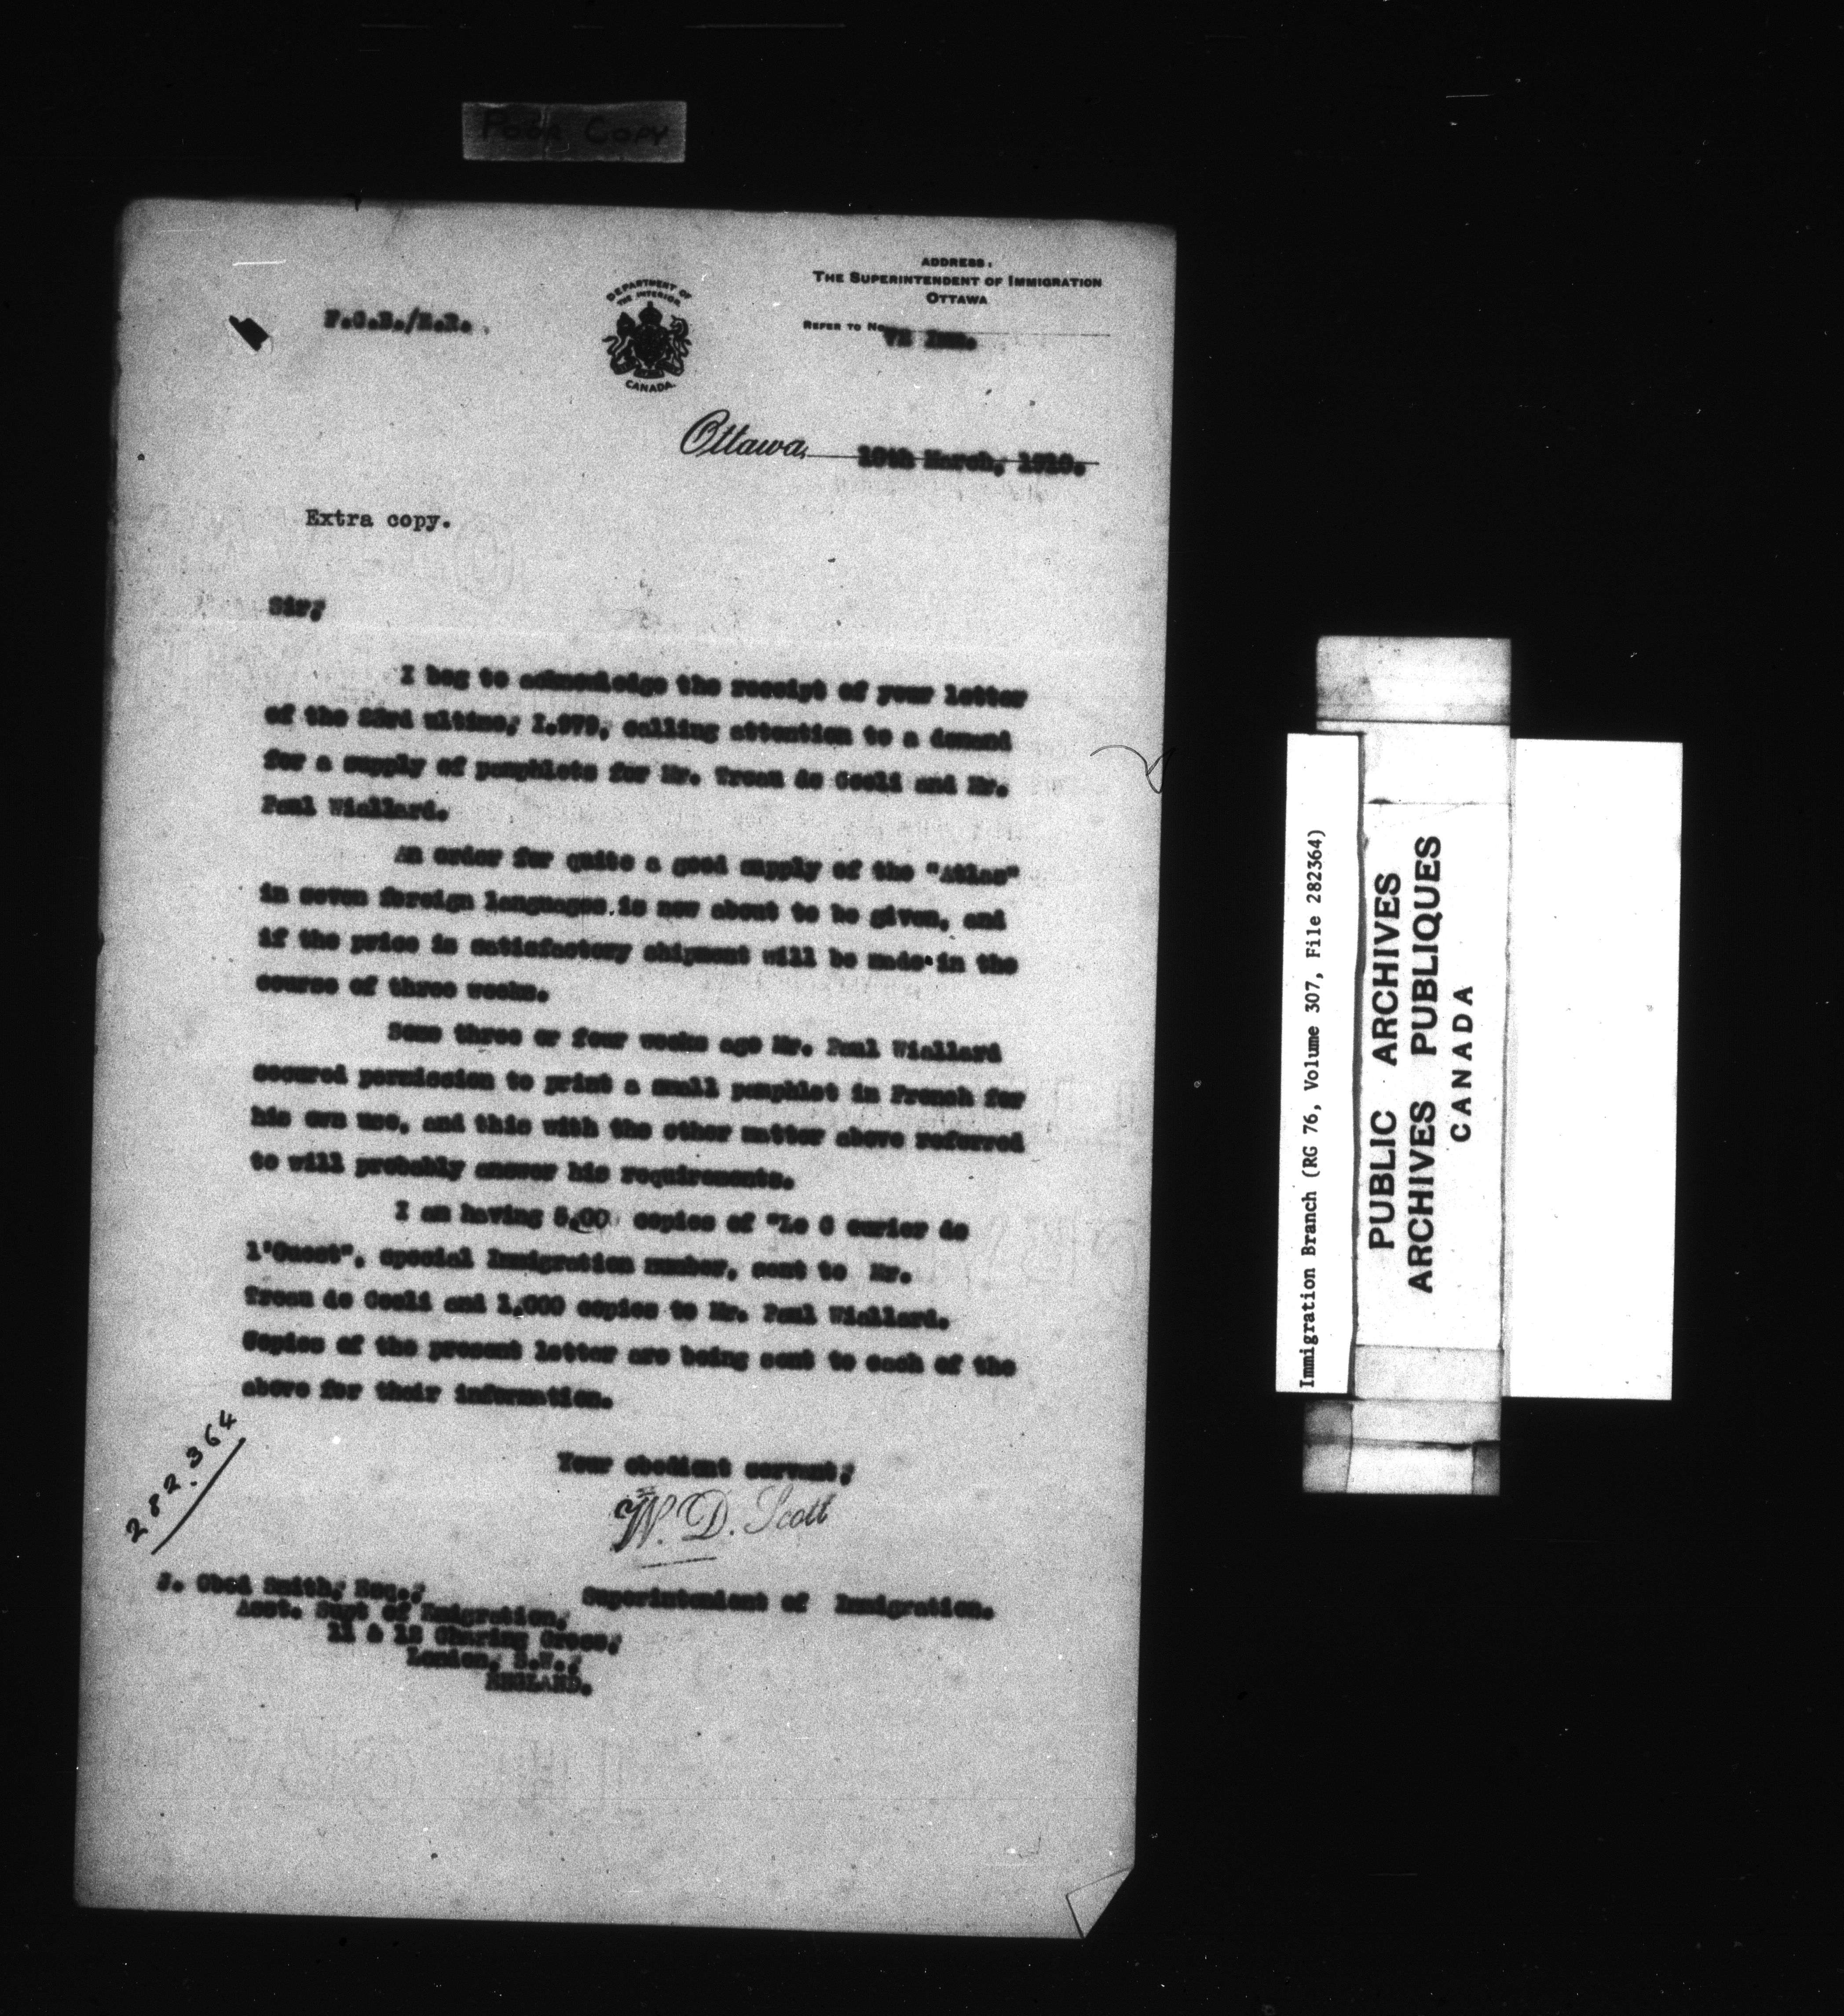 Poor Copy
ADDRESS:
THE SUPERINTENDENT OF IMMIGRATION
OTTAWA
DEPARTMENT OF
THE INTERIOR
CANADA.
REFER TO No.
Imm.
Ottawa, March, 1910.
Extra copy.
Sir,
I beg to acknowledge the receipt of your letter
of the 23rd ultimo, calling attention to a demand
for a supply of pamphlets for Mr. Treau de Coeli and Mr.
Paul Wiallard.
An order for quite a good supply of the "Atlas"
in seven foreign languages is now about to be given, and
if the price is satisfactory shipment will be made in the
course of three weeks.
Some three or four weeks ago Mr. Paul Wiallard
secured permission to print a small pamphlet in French for
his own use, and this with the other matter above referred
to will probably answer his requirements.
I am having copies of "Le C ourier de
l'Ouest", special Immigration number, sent to Mr.
Treau de Coeli and 1,000 copies to Mr. Paul Wiallard.
Copies of the present letter are being sent to each of the
above for their information.
Your obedient servant,
W. D. Scott
Superintendent of Immigration.
282364
J. Obed Smith, Esq.,
Asst. Supt of Emigration,
11 & 12 Charing Cross,
London, S.W.,
ENGLAND.
Immigration Branch (RG 76, Volume 307, File 282364)
PUBLIC ARCHIVES
ARCHIVES PUBLIQUES
CANADA